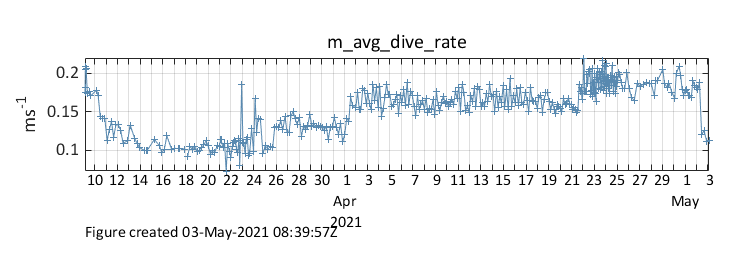 m_avg_dive_rate
0.2
0.15
0.1
ms⁻¹
10 12 14 16 18 20 22 24 26 28 30 1 3 5 7 9 11 13 15 17 19 21 23 25 27 29 1 3
Apr May
2021
Figure created 03-May-2021 08:39:57Z